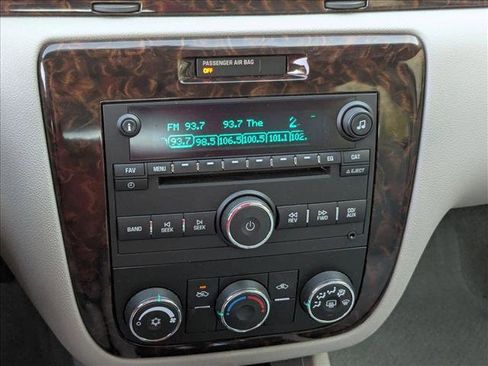 PASSENGER AIR BAG
OFF
FM 93.7 93.7 The 2
93.7 98.5 106.5 100.5 101.1 102.
FAV MENU EQ CAT
EJECT
BAND SEEK SEEK REV FWD CD/AUX